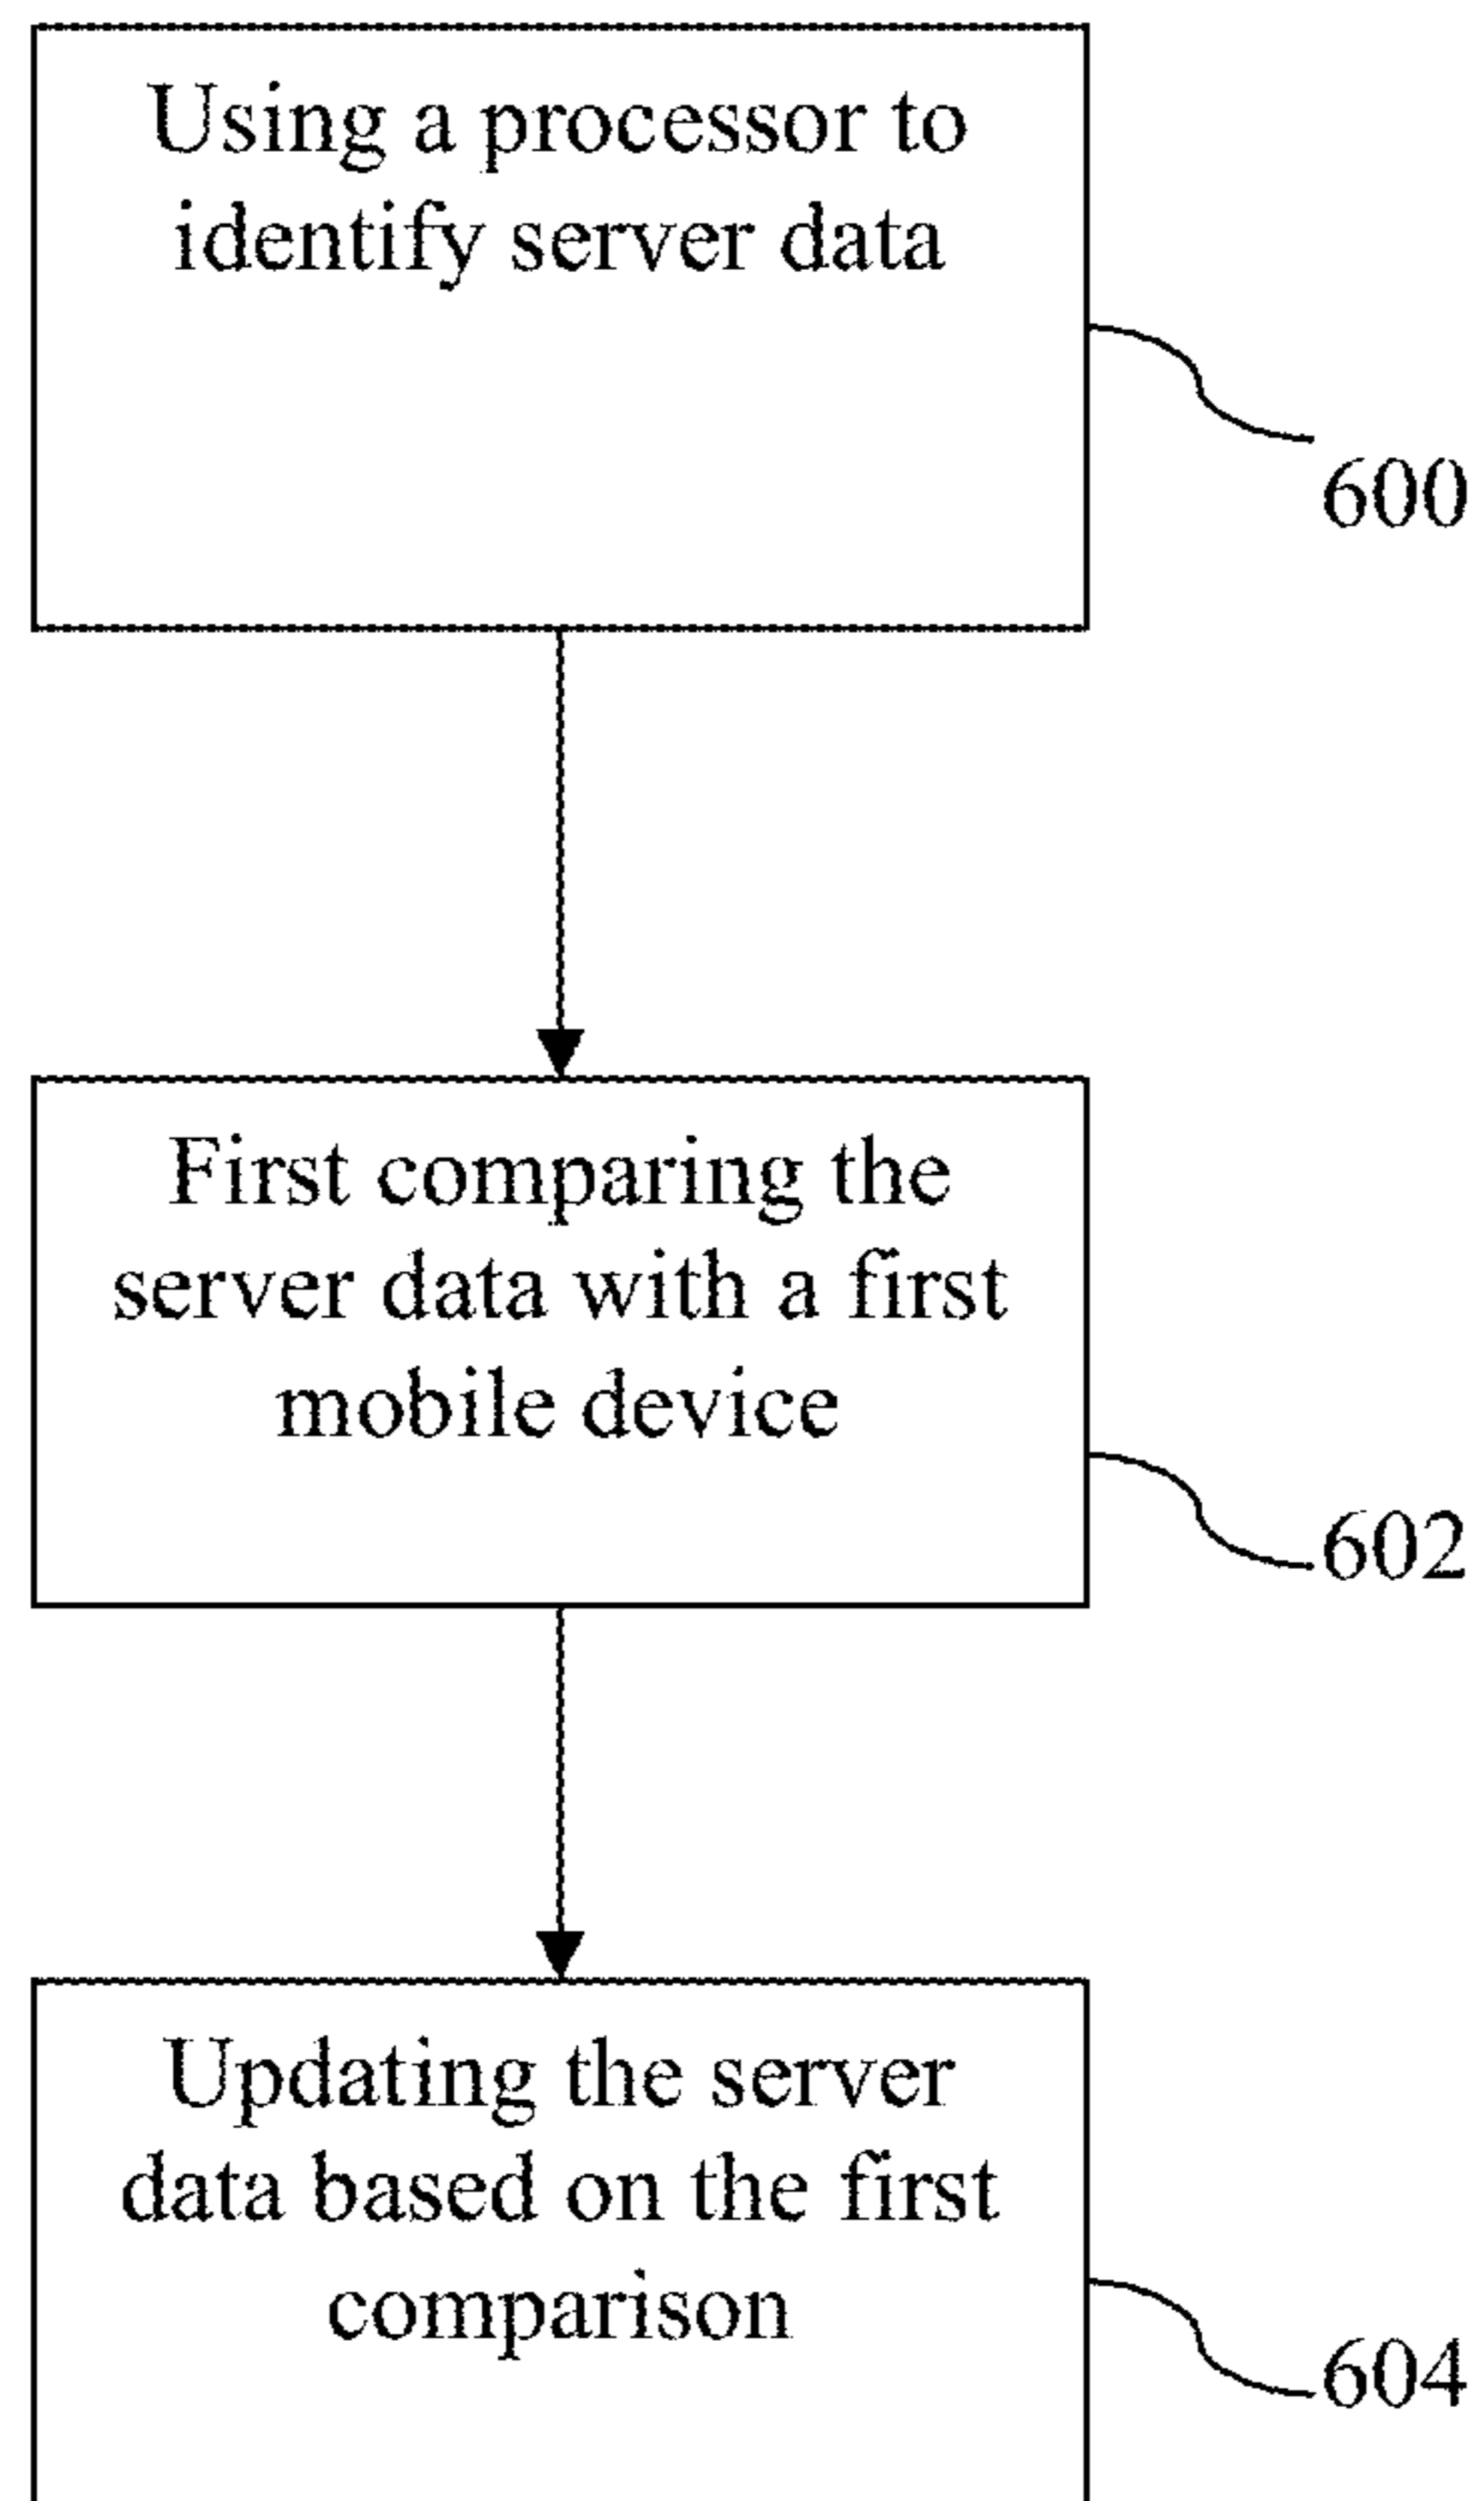 Using a processor to
identify server data
600
First comparing the
server data with a first
mobile device
602
Updating the server
data based on the first
comparison
604